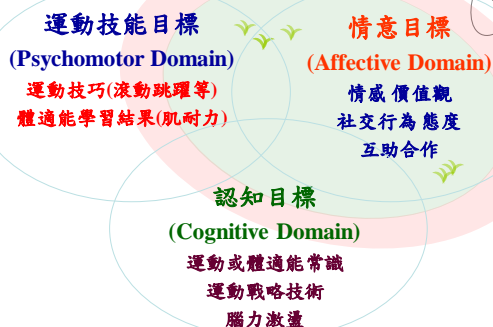 運動技能目標
(Psychomotor Domain)
運動技巧(滾動跳躍等)
體適能學習結果(肌耐力)
情意目標
(Affective Domain)
情感 價值觀
社交行為 態度
互助合作
認知目標
(Cognitive Domain)
運動或體適能常識
運動戰略技術
腦力激盪